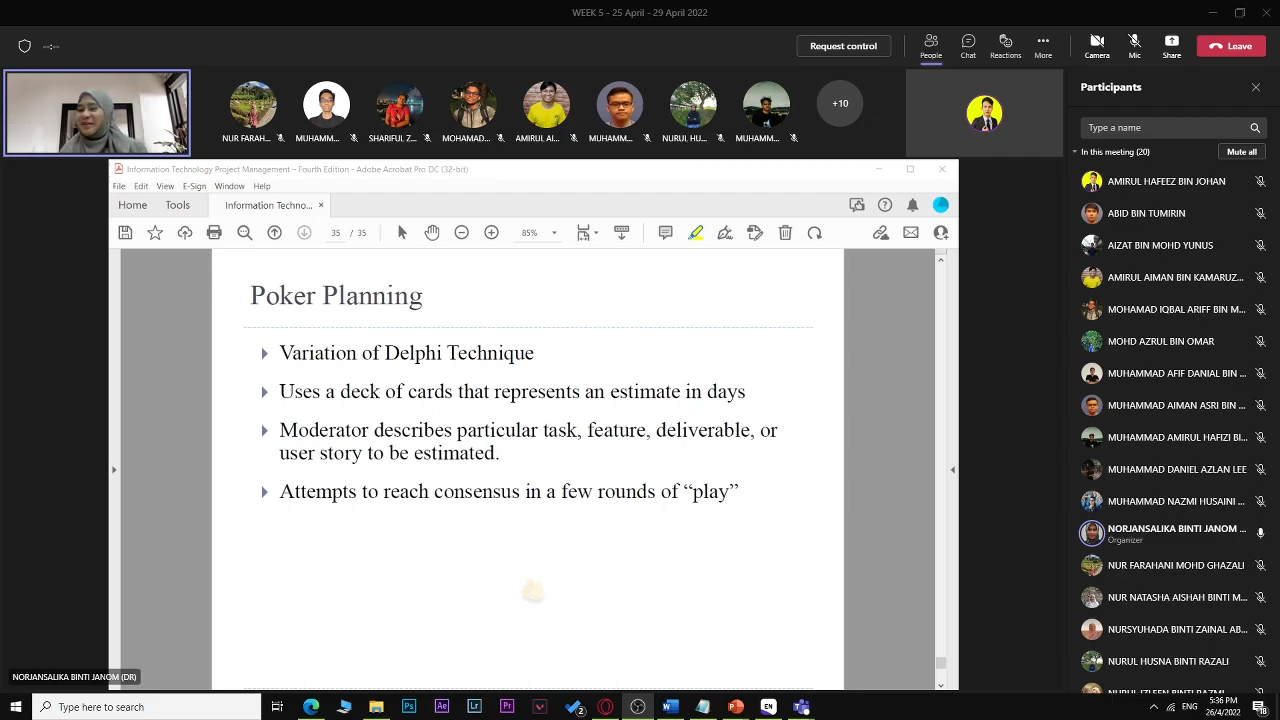 WEEK 5 - 25 April - 29 April 2022
--:--
Request control
People
Chat
Reactions
More
Camera
Mic
Share
Leave
NUR FARAH...
MUHAMM...
SHARIFUL Z...
MOHAMAD...
AMIRUL AI...
MUHAMM...
NURUL HU...
MUHAMM...
+10
Participants
Type a name
In this meeting (20)
Mute all
AMIRUL HAFEEZ BIN JOHAN
ABID BIN TUMIRIN
AIZAT BIN MOHD YUNUS
AMIRUL AIMAN BIN KAMARUZ...
MOHAMAD IQBAL ARIFF BIN M...
MOHD AZRUL BIN OMAR
MUHAMMAD AFIF DANIAL BIN ...
MUHAMMAD AIMAN ASRI BIN ...
MUHAMMAD AMIRUL HAFIZI BI...
MUHAMMAD DANIEL AZLAN LEE
MUHAMMAD NAZMI HUSAINI ...
NORJANSALIKA BINTI JANOM ...
Organizer
NUR FARAHANI MOHD GHAZALI
NUR NATASHA AISHAH BINTI M...
NURSYUHADA BINTI ZAINAL AB...
NURUL HUSNA BINTI RAZALI
Information Technology Project Management – Fourth Edition - Adobe Acrobat Pro DC (32-bit)
File Edit View E-Sign Window Help
Home Tools Information Techno... ×
35 / 35
85%
Poker Planning
Variation of Delphi Technique
Uses a deck of cards that represents an estimate in days
Moderator describes particular task, feature, deliverable, or
user story to be estimated.
Attempts to reach consensus in a few rounds of “play”
NORJANSALIKA BINTI JANOM (DR)
Type here to search
Ps
Ae
Lr
Pr
2
EN
ENG
5:36 PM
26/4/2022